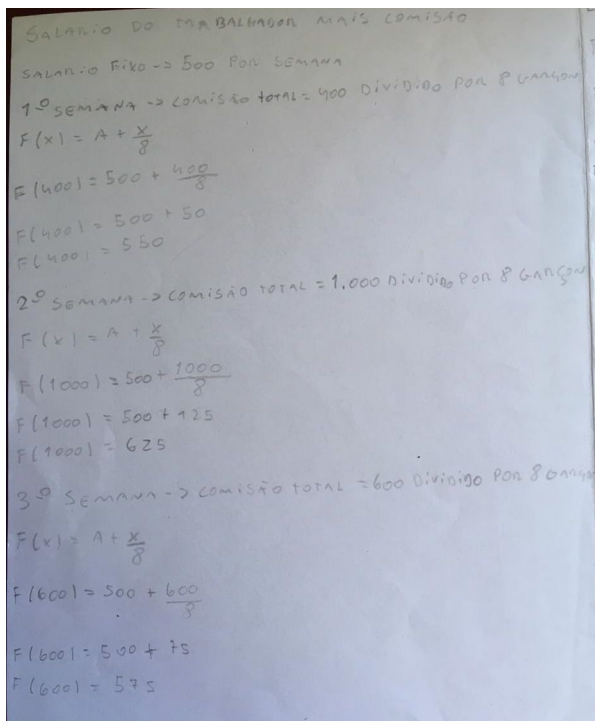 SALARIO DO TRABALHADOR MAIS COMISÃO
SALARIO FIXO -> 500 POR SEMANA
1º SEMANA -> COMISÃO TOTAL = 400 DIVIDIDO POR 8 GARÇON
F(x) = A + x/8
F(400) = 500 + 400/8
F(400) = 500 + 50
F(400) = 550
2º SEMANA -> COMISÃO TOTAL = 1.000 DIVIDIDO POR 8 GARÇON
F(x) = A + x/8
F(1000) = 500 + 1000/8
F(1000) = 500 + 125
F(1000) = 625
3º SEMANA -> COMISÃO TOTAL = 600 DIVIDIDO POR 8 GARÇON
F(x) = A + x/8
F(600) = 500 + 600/8
F(600) = 500 + 75
F(600) = 575